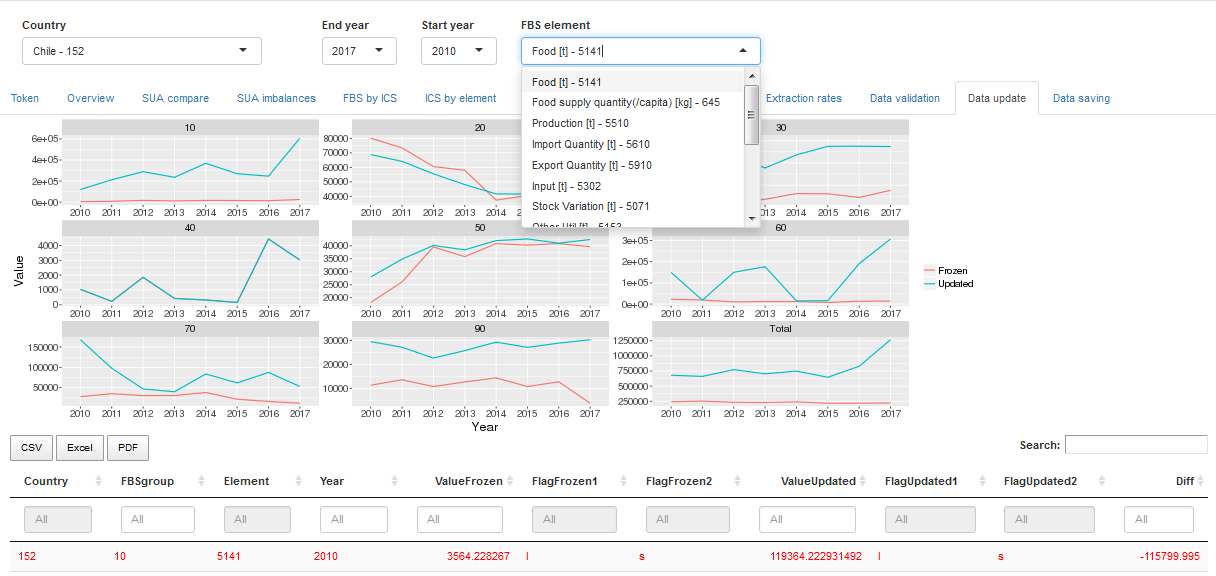 Country End year Start year FBS element
Chile - 152 2017 2010 Food [t] - 5141
Food [t] - 5141
Food supply quantity(/capita) [kg] - 645
Production [t] - 5510
Import Quantity [t] - 5610
Export Quantity [t] - 5910
Input [t] - 5302
Stock Variation [t] - 5071
Other Util [t] - 5153
Token Overview SUA compare SUA imbalances FBS by ICS ICS by element Extraction rates Data validation Data update Data saving
10 20 30
6e+05
4e+05
2e+05
0e+00
80000
70000
60000
50000
40000
2010 2011 2012 2013 2014 2015 2016 2017 2010 2011 2012 2013 2014 2015 2016 2017 2010 2011 2012 2013 2014 2015 2016 2017
40 50 60
4000
3000
2000
1000
0
40000
35000
30000
25000
20000
3e+05
2e+05
1e+05
0e+00
2010 2011 2012 2013 2014 2015 2016 2017 2010 2011 2012 2013 2014 2015 2016 2017 2010 2011 2012 2013 2014 2015 2016 2017
Value
Frozen
Updated
70 90 Total
150000
100000
50000
30000
20000
10000
1250000
1000000
750000
500000
250000
2010 2011 2012 2013 2014 2015 2016 2017 2010 2011 2012 2013 2014 2015 2016 2017 2010 2011 2012 2013 2014 2015 2016 2017
Year
CSV Excel PDF Search:
Country FBSgroup Element Year ValueFrozen FlagFrozen1 FlagFrozen2 ValueUpdated FlagUpdated1 FlagUpdated2 Diff
All All All All All All All All All All All
152 10 5141 2010 3564.228267 I s 119364.222931492 I s -115799.995